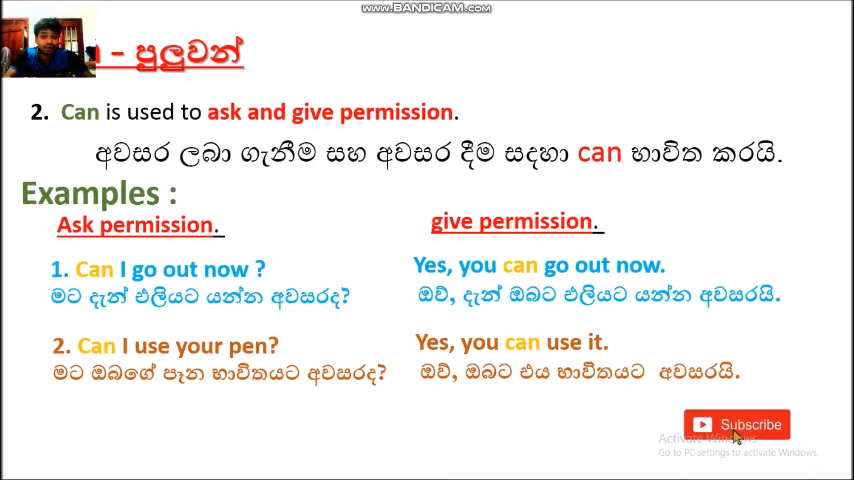 www.BANDICAM.com
- පුලුවන්
2. Can is used to ask and give permission.
අවසර ලබා ගැනීම සහ අවසර දීම සඳහා can භාවිත කරයි.
Examples :
Ask permission.
give permission.
1. Can I go out now ?
Yes, you can go out now.
මට දැන් එලියට යන්න අවසරද?
ඔව්, දැන් ඔබට එලියට යන්න අවසරයි.
2. Can I use your pen?
Yes, you can use it.
මට ඔබගේ පෑන භාවිතයට අවසරද?
ඔව්, ඔබට එය භාවිතයට අවසරයි.
Subscribe
Activate Windows
Go to PC settings to activate Windows.